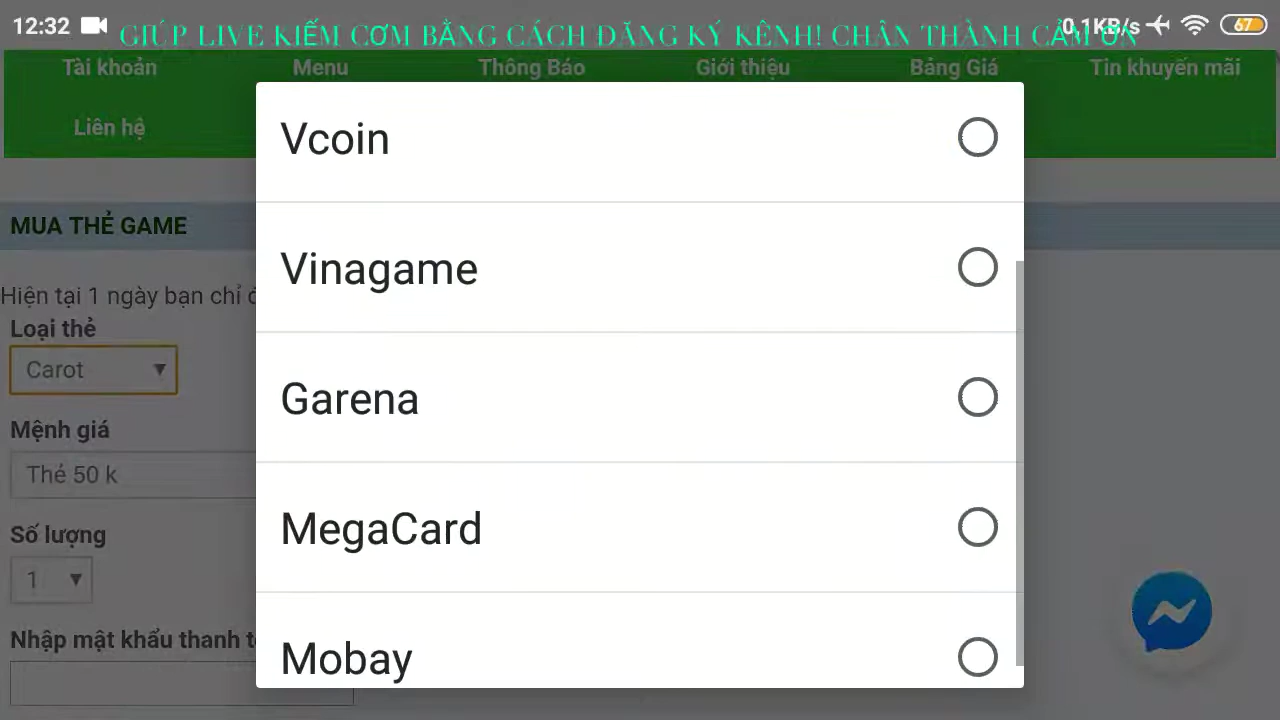 12:32
GIÚP LIVE KIẾM CƠM BẰNG CÁCH ĐĂNG KÝ KÊNH! CHÂN THÀNH CẢM ƠN
0,1KB/s
67
Tài khoản Menu Thông Báo Giới thiệu Bảng Giá Tin khuyến mãi
Liên hệ
MUA THẺ GAME
Hiện tại 1 ngày bạn chỉ
Loại thẻ
Carot
Mệnh giá
Thẻ 50 k
Số lượng
1
Nhập mật khẩu thanh
Vcoin
Vinagame
Garena
MegaCard
Mobay